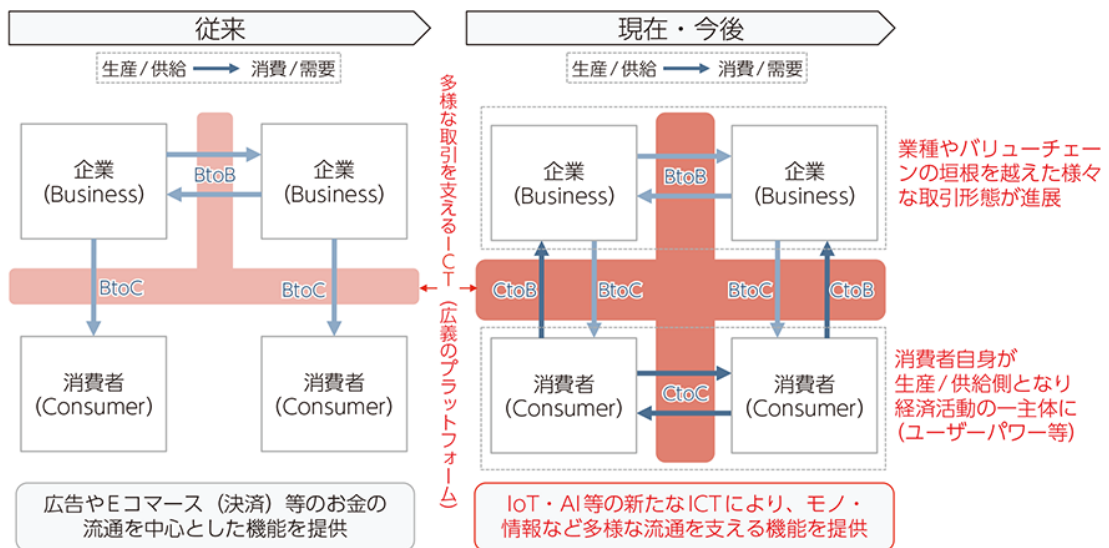 従来
生産/供給 消費/需要
企業
(Business)
企業
(Business)
BtoB
BtoC
BtoC
消費者
(Consumer)
消費者
(Consumer)
広告やEコマース（決済）等のお金の
流通を中心とした機能を提供
多様な取引を支えるICT（広義のプラットフォーム）
現在・今後
生産/供給 消費/需要
企業
(Business)
企業
(Business)
BtoB
CtoB
BtoC
BtoC
CtoB
消費者
(Consumer)
消費者
(Consumer)
CtoC
業種やバリューチェー
ンの垣根を越えた様々
な取引形態が進展
消費者自身が
生産/供給側となり
経済活動の一主体に
(ユーザーパワー等)
IoT・AI等の新たなICTにより、モノ・
情報など多様な流通を支える機能を提供